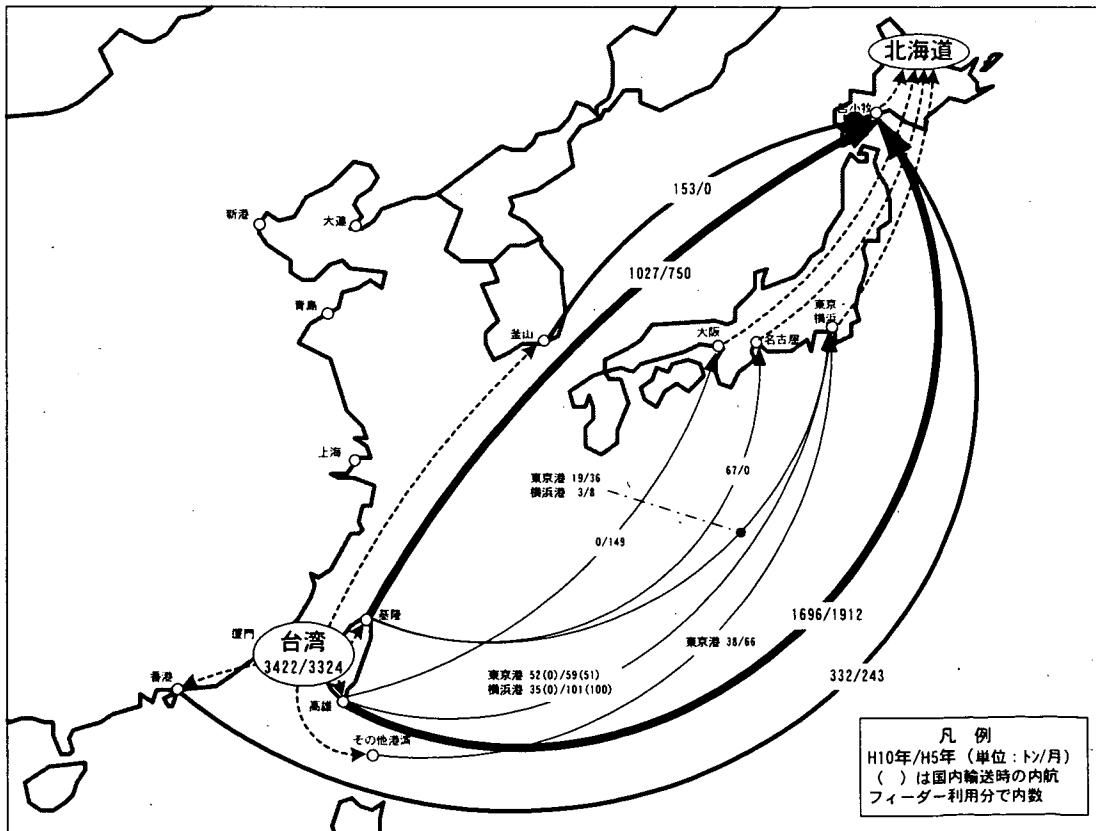 北海道
苫小牧
153/0
新港
大連
1027/750
青島
釜山
大阪
名古屋
東京・
横浜
上海
67/0
東京港 19/36
横浜港 3/8
0/149
基隆
厦門
台湾
3422/3324
1696/1912
東京港 38/66
332/243
東京港 52(0)/59(51)
横浜港 35(0)/101(100)
香港
高雄
その他港湾
凡 例
H10年/H5年 (単位:トン/月)
( )は国内輸送時の内航
フィーダー利用分で内数